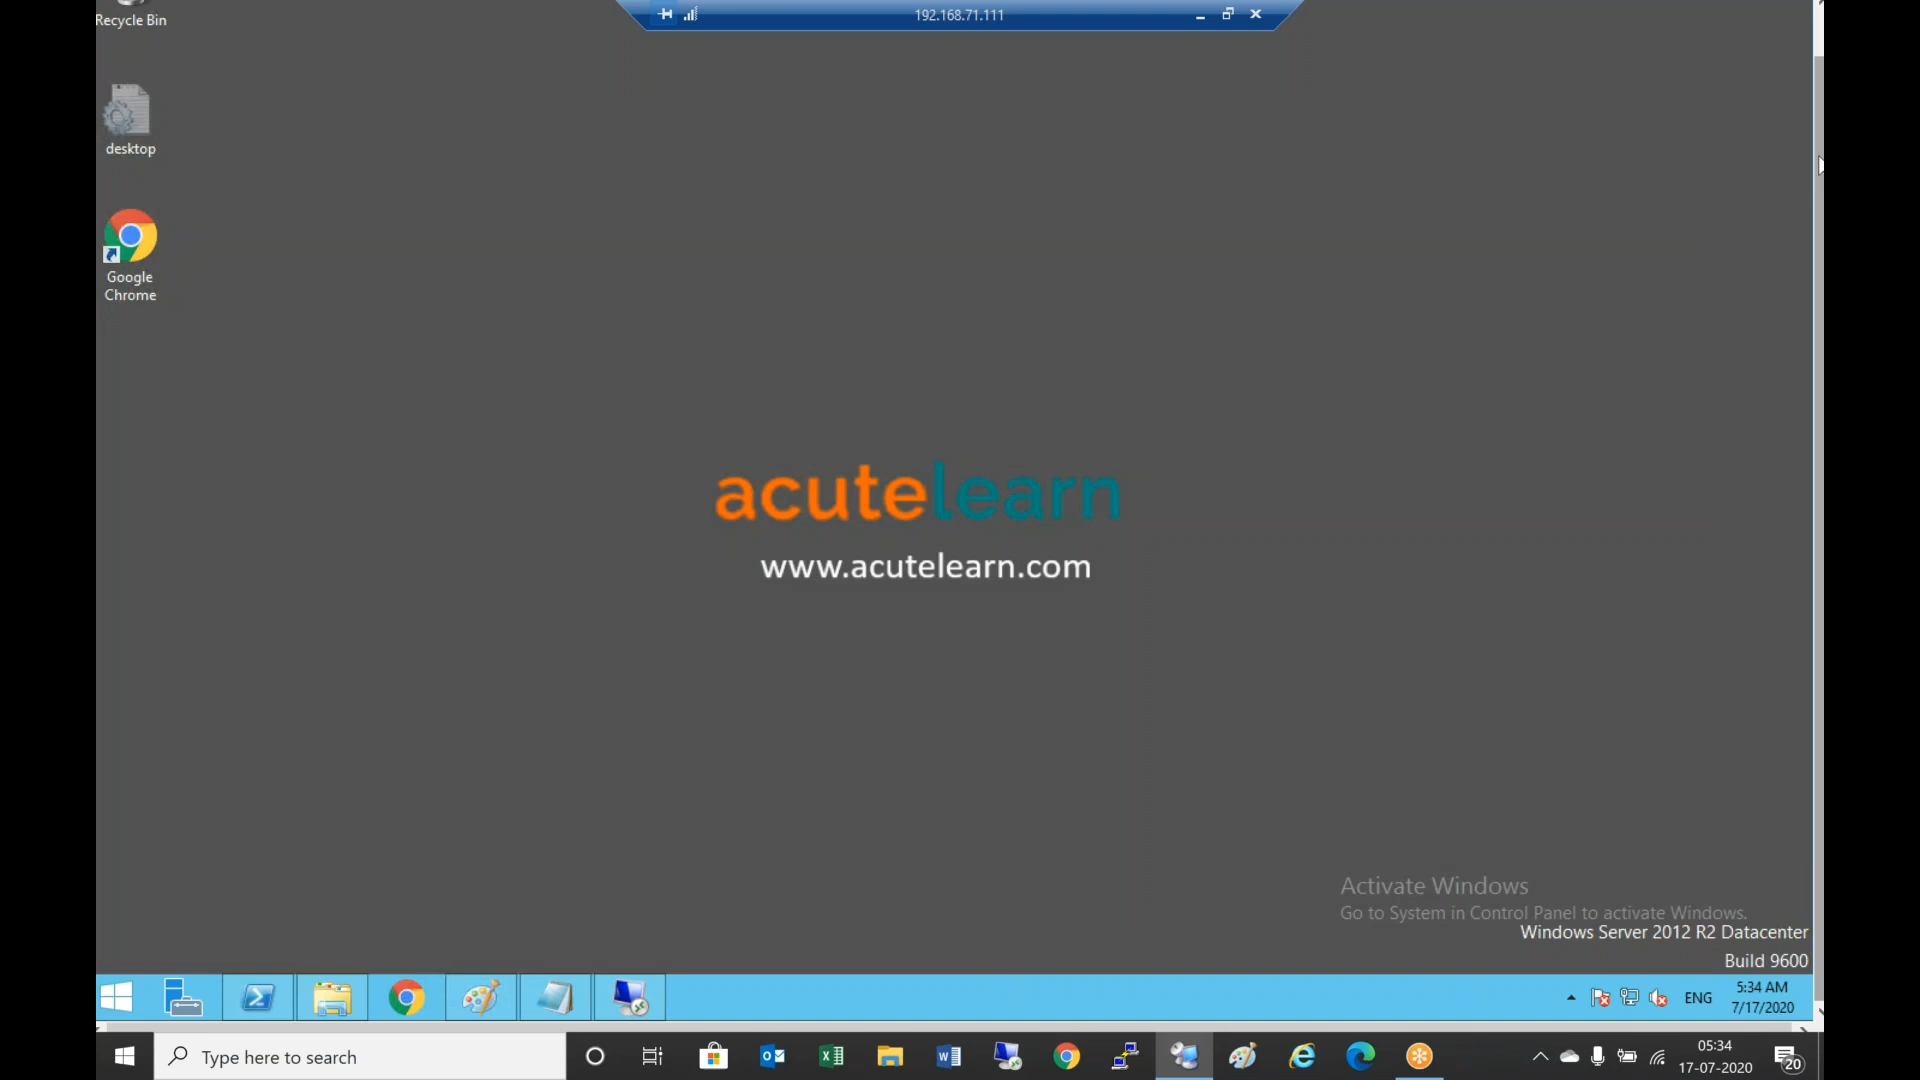 192.168.71.111
Recycle Bin
desktop
Google
Chrome
acutelearn
www.acutelearn.com
Activate Windows
Go to System in Control Panel to activate Windows.
Windows Server 2012 R2 Datacenter
Build 9600
ENG
5:34 AM
7/17/2020
Type here to search
05:34
17-07-2020
20